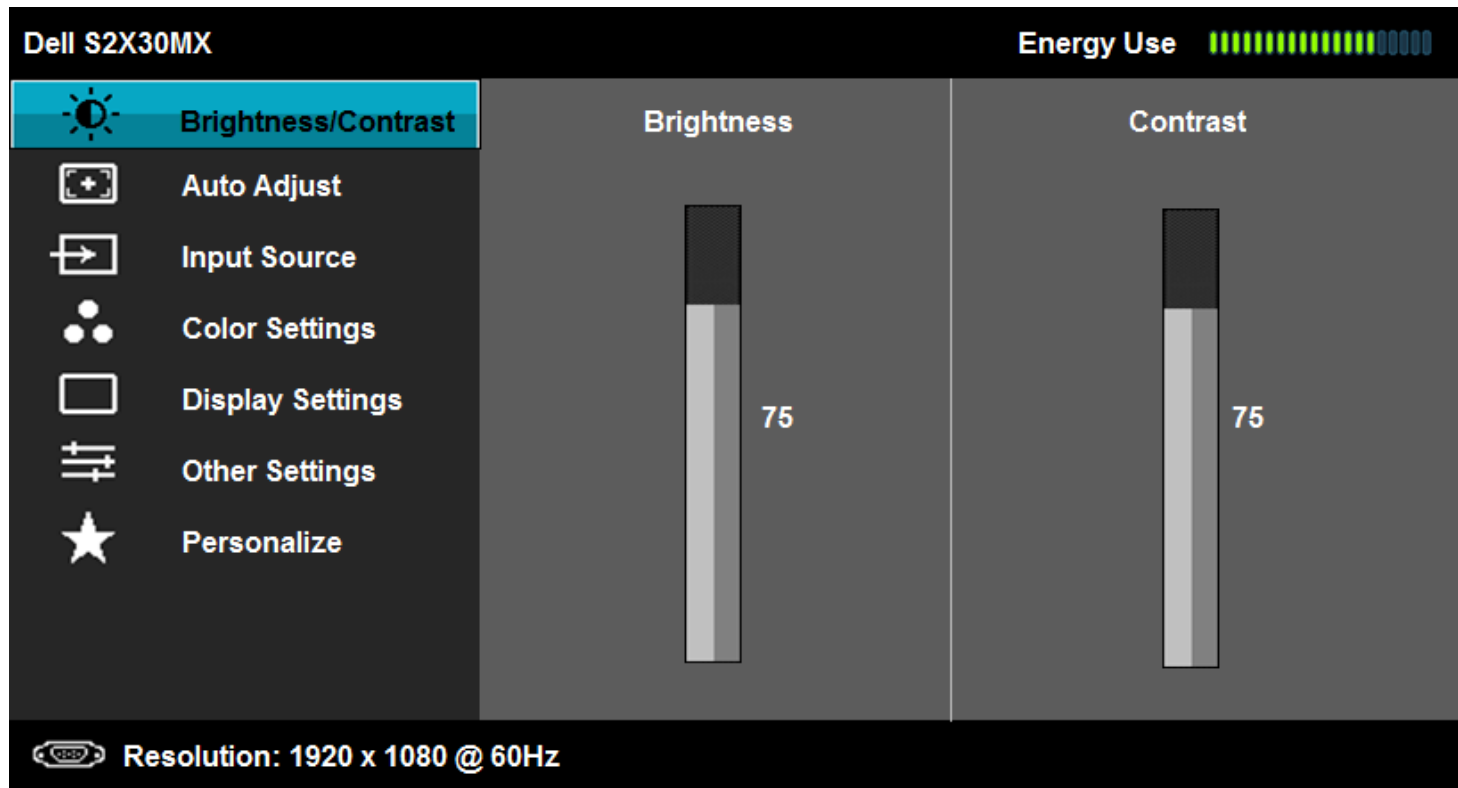 Dell S2X30MX
Energy Use
Brightness/Contrast
Auto Adjust
Input Source
Color Settings
Display Settings
Other Settings
Personalize
Brightness
75
Contrast
75
Resolution: 1920 x 1080 @ 60Hz